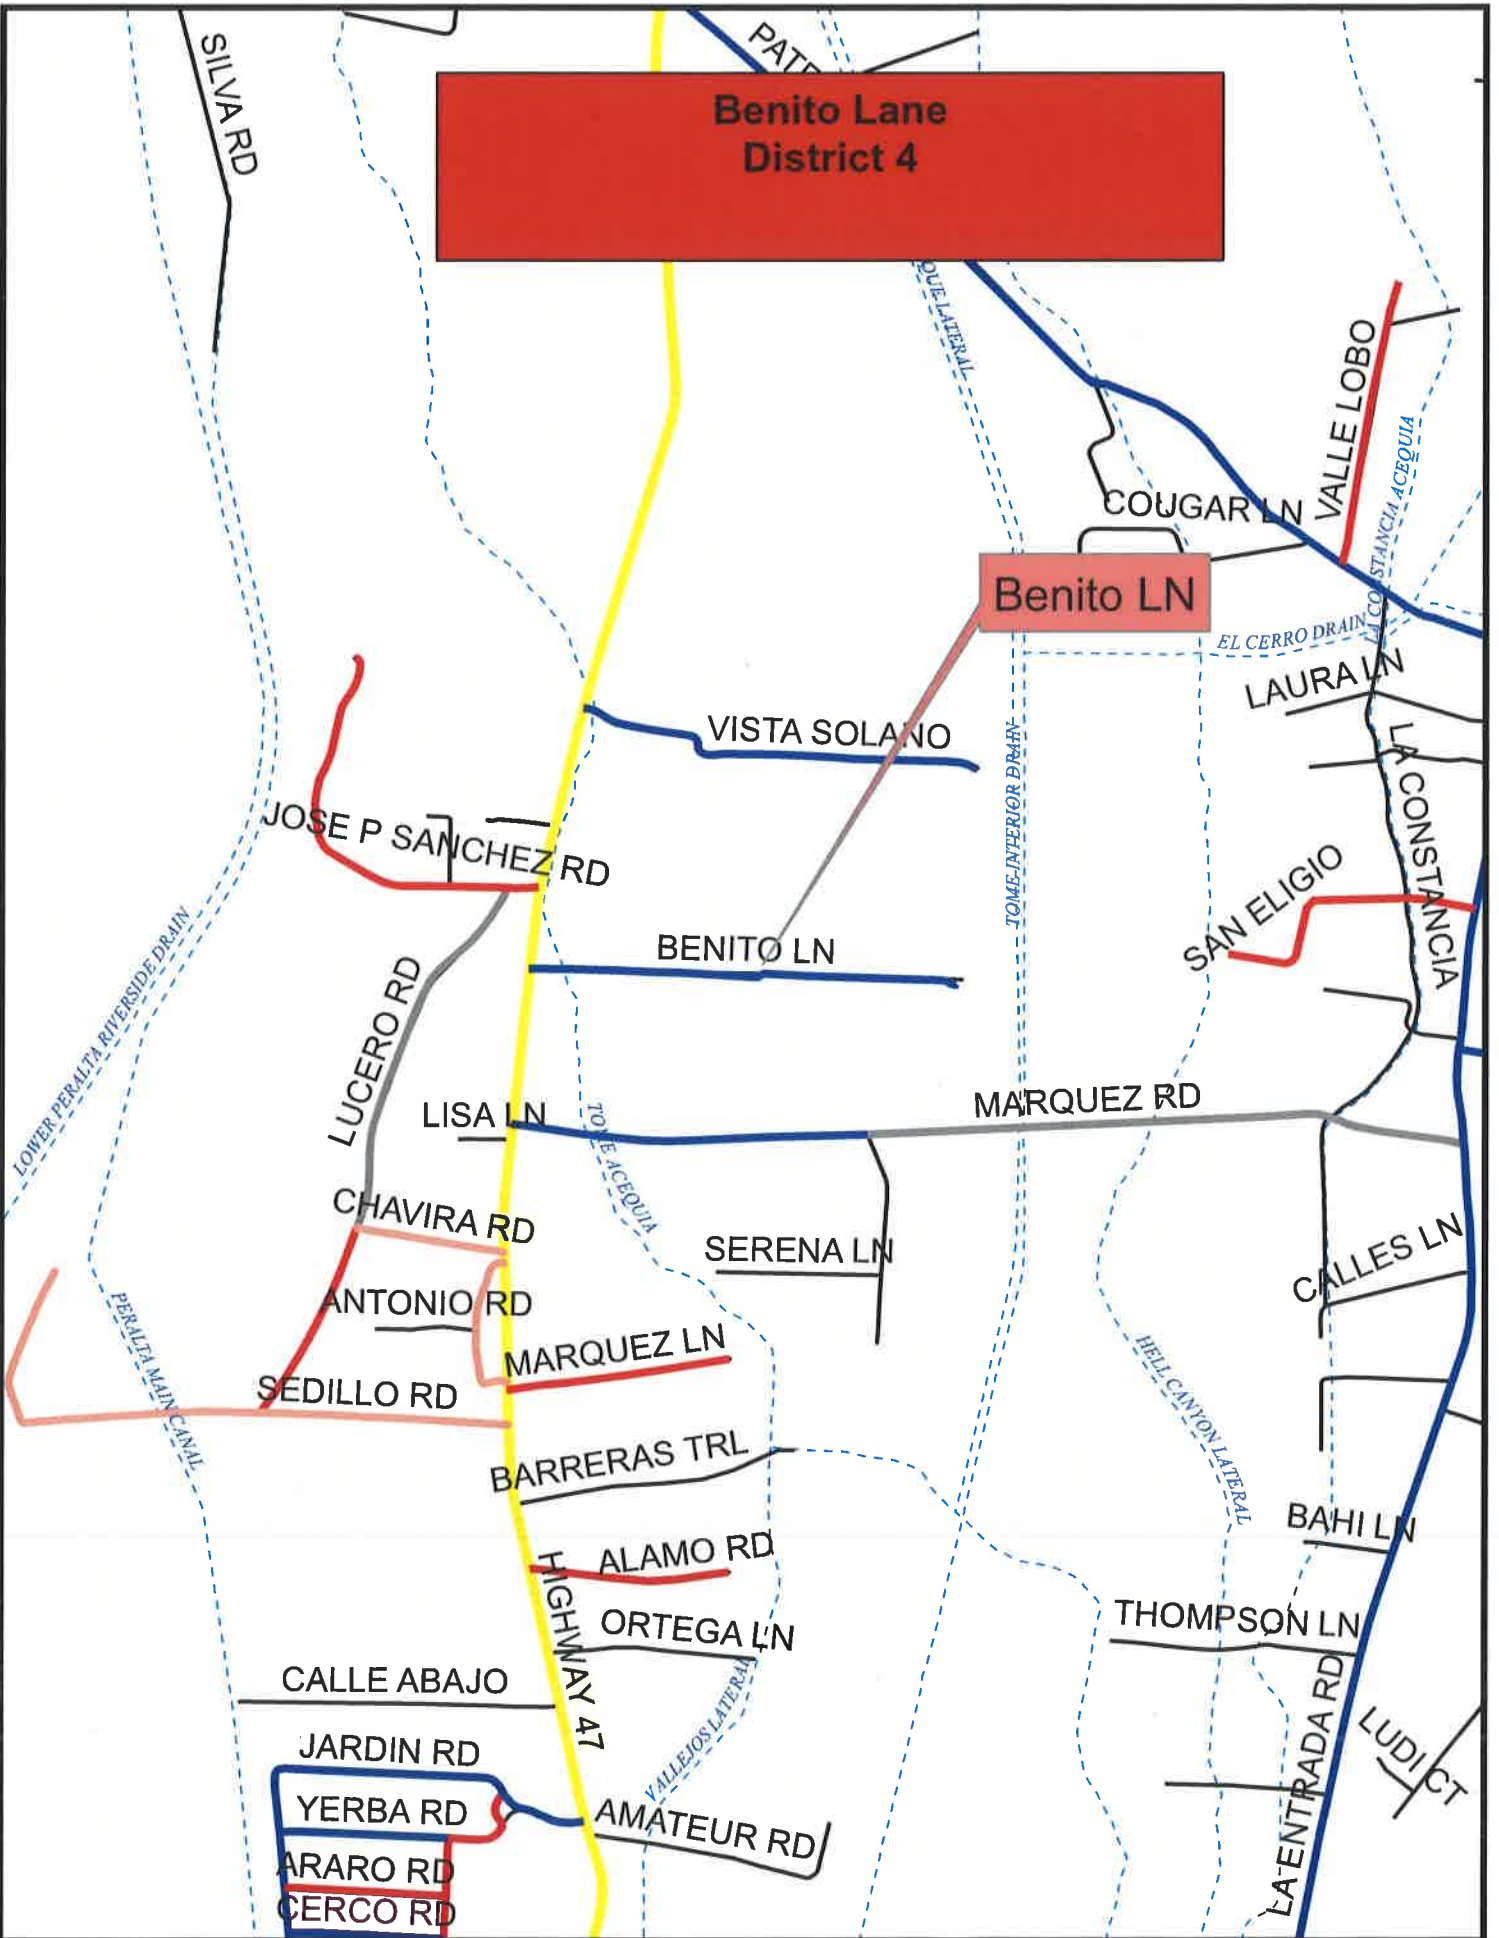 SILVA RD
Benito Lane
District 4
VALLE LOBO
LA CONSTANCIA ACEQUIA
COUGAR LN
Benito LN
EL CERRO DRAIN
LAURA LN
VISTA SOLANO
TOME INTERIOR DRAIN
LA CONSTANCIA
JOSE P SANCHEZ RD
SAN ELIGIO
BENITO LN
LOWER PERALTA RIVERSIDE DRAIN
LUCERO RD
LISA LN
TOME ACEQUIA
MARQUEZ RD
CHAVIRA RD
SERENA LN
CALLES LN
ANTONIO RD
PERALTA MAIN CANAL
MARQUEZ LN
HELL CANYON LATERAL
SEDILLO RD
BARRERAS TRL
BAHI LN
ALAMO RD
HIGHWAY 47
ORTEGA LN
THOMPSON LN
CALLE ABAJO
VALLEJOS LATERAL
LA ENTRADA RD
LUDI CT
JARDIN RD
YERBA RD
AMATEUR RD
ARARO RD
CERCO RD